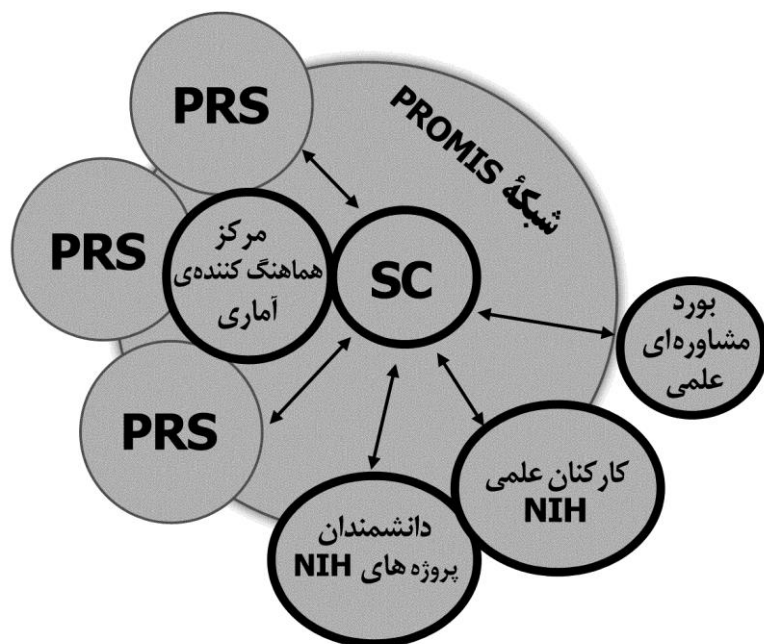 PRS
شبکهٔ PROMIS
PRS
مرکز
هماهنگ کننده‌ی
آماری
SC
بورد
مشاوره‌ای
علمی
PRS
کارکنان علمی
NIH
دانشمندان
پروژه های NIH